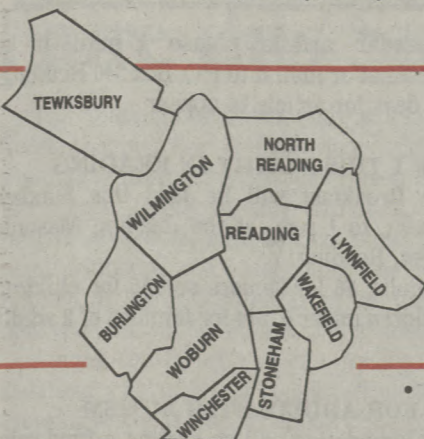 TEWKSBURY
NORTH
READING
WILMINGTON
READING
LYNNFIELD
BURLINGTON
WAKEFIELD
WOBURN
STONEHAM
WINCHESTER